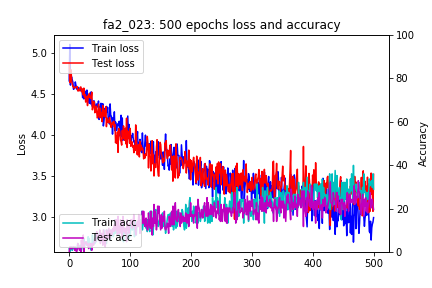 fa2_023: 500 epochs loss and accuracy
Train loss
Test loss
Train acc
Test acc
Loss
5.0
4.5
4.0
3.5
3.0
Accuracy
100
80
60
40
20
0
0
100
200
300
400
500